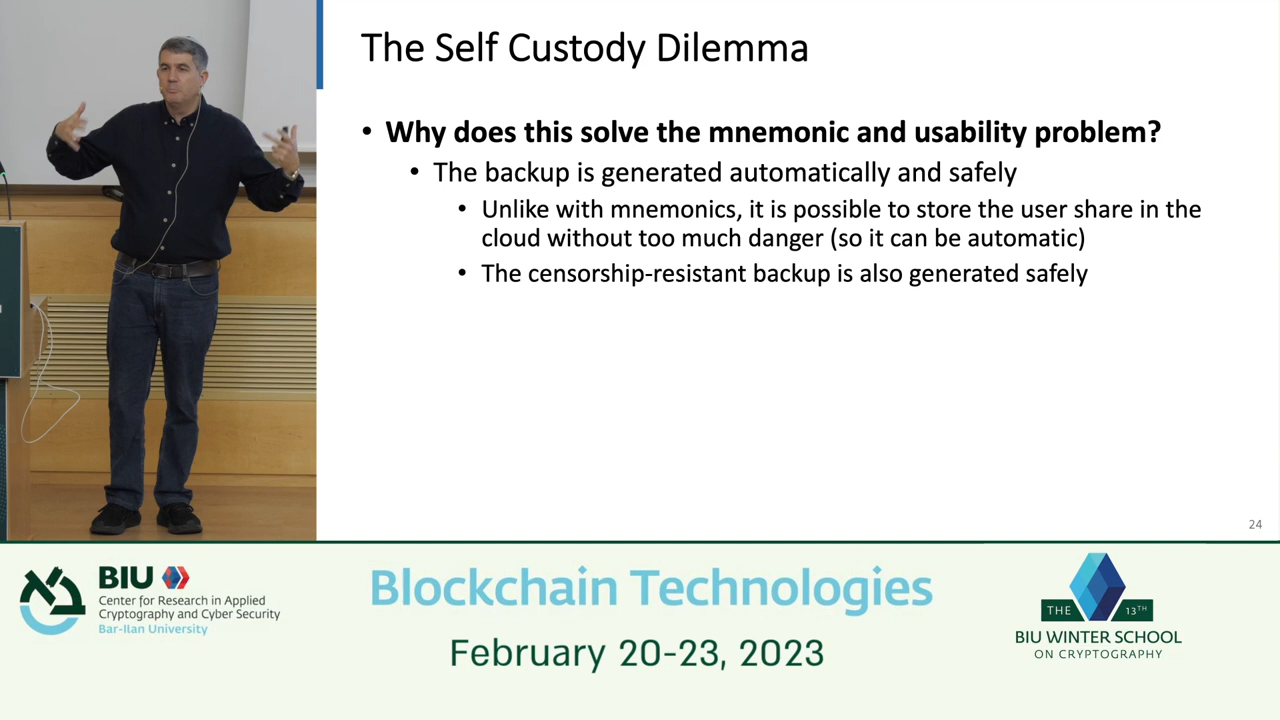 The Self Custody Dilemma
• Why does this solve the mnemonic and usability problem?
• The backup is generated automatically and safely
• Unlike with mnemonics, it is possible to store the user share in the
cloud without too much danger (so it can be automatic)
• The censorship-resistant backup is also generated safely
24
BIU
Center for Research in Applied
Cryptography and Cyber Security
Bar-Ilan University
Blockchain Technologies
February 20-23, 2023
THE 13TH
BIU WINTER SCHOOL
ON CRYPTOGRAPHY